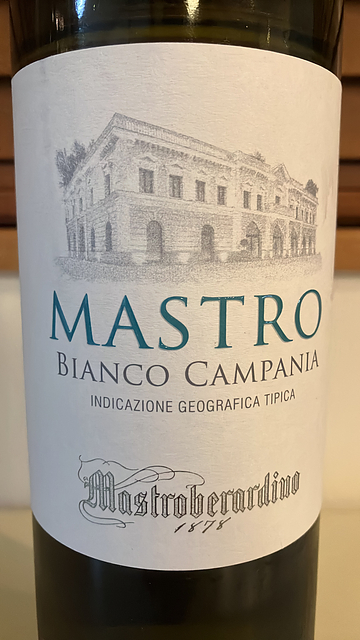 MASTRO
BIANCO CAMPANIA
INDICAZIONE GEOGRAFICA TIPICA
Mastroberardino
1878